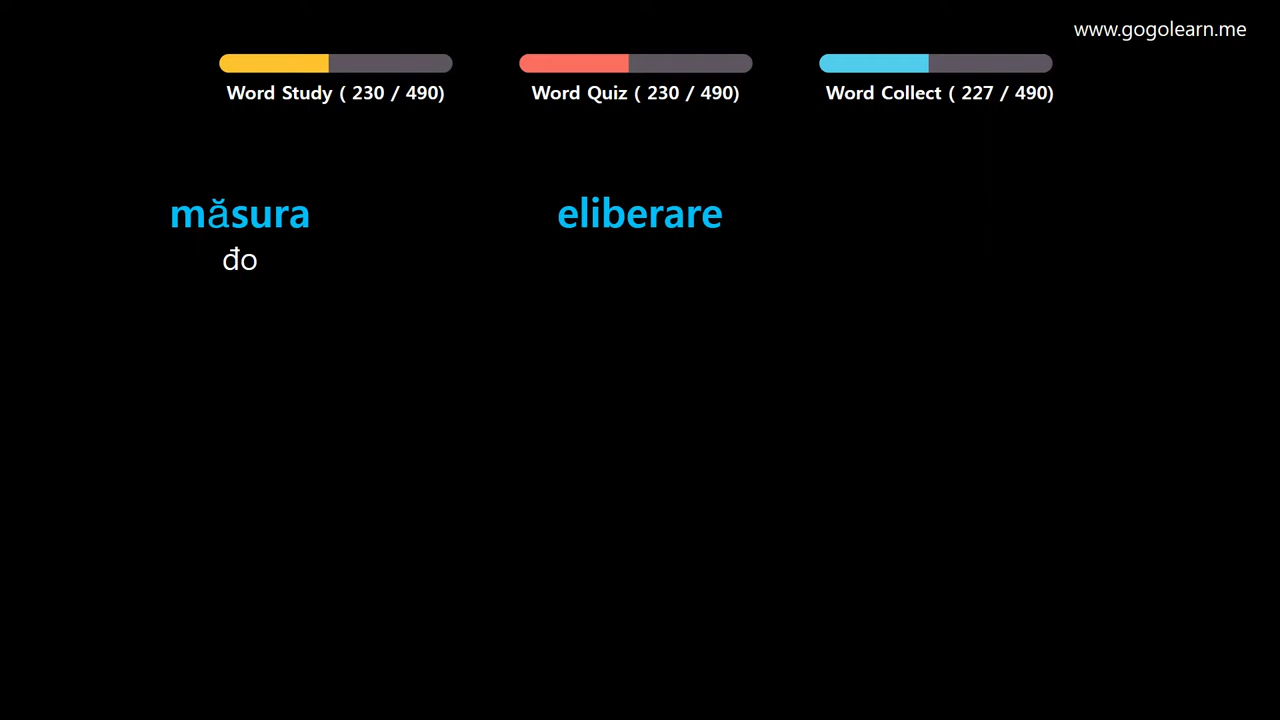 www.gogolearn.me
Word Study ( 230 / 490)
Word Quiz ( 230 / 490)
Word Collect ( 227 / 490)
măsura
đo
eliberare